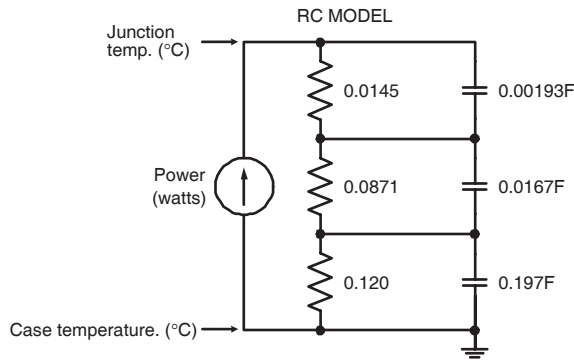 RC MODEL
Junction
temp. (°C)
0.0145
0.00193F
Power
(watts)
0.0871
0.0167F
0.120
0.197F
Case temperature. (°C)